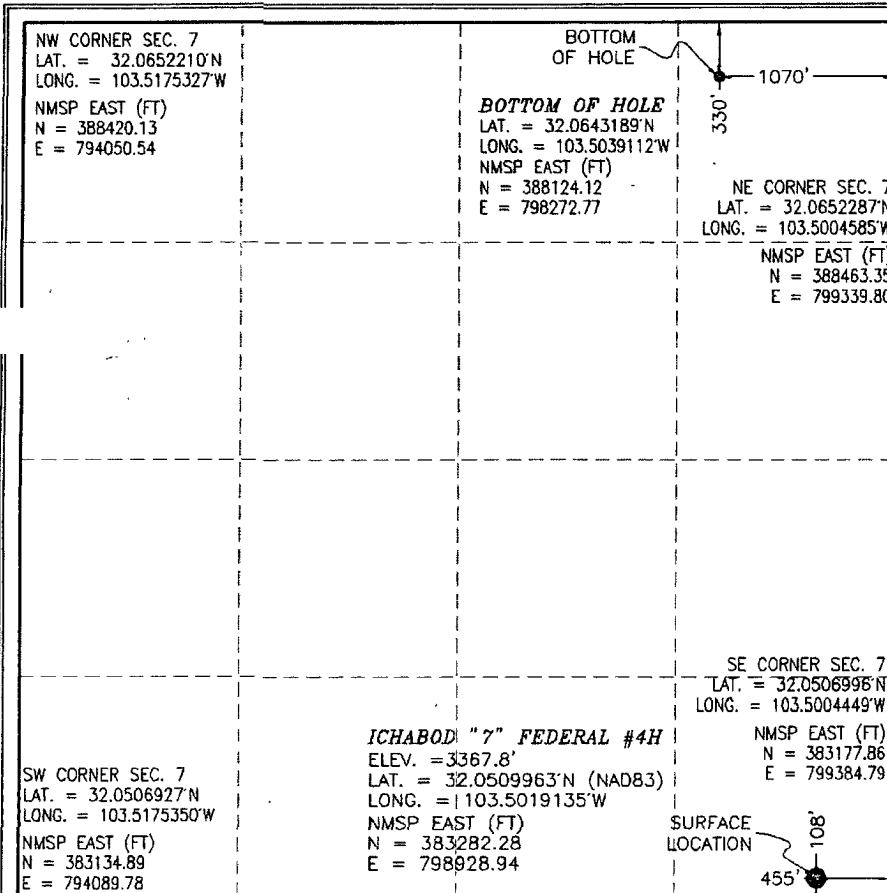 NW CORNER SEC. 7
LAT. = 32.0652210'N
LONG. = 103.5175327'W
NMSP EAST (FT)
N = 388420.13
E = 794050.54
BOTTOM
OF HOLE
1070'
330'
BOTTOM OF HOLE
LAT. = 32.0643189'N
LONG. = 103.5039112'W
NMSP EAST (FT)
N = 388124.12
E = 798272.77
NE CORNER SEC. 7
LAT. = 32.0652287'N
LONG. = 103.5004585'W
NMSP EAST (FT)
N = 388463.35
E = 799339.80
SE CORNER SEC. 7
LAT. = 32.0506996'N
LONG. = 103.5004449'W
NMSP EAST (FT)
N = 383177.86
E = 799384.79
ICHABOD "7" FEDERAL #4H
ELEV. =3367.8'
LAT. = 32.0509963'N (NAD83)
LONG. = 103.5019135'W
NMSP EAST (FT)
N = 383282.28
E = 798928.94
SW CORNER SEC. 7
LAT. = 32.0506927'N
LONG. = 103.5175350'W
NMSP EAST (FT)
N = 383134.89
E = 794089.78
SURFACE
LOCATION
108'
455'